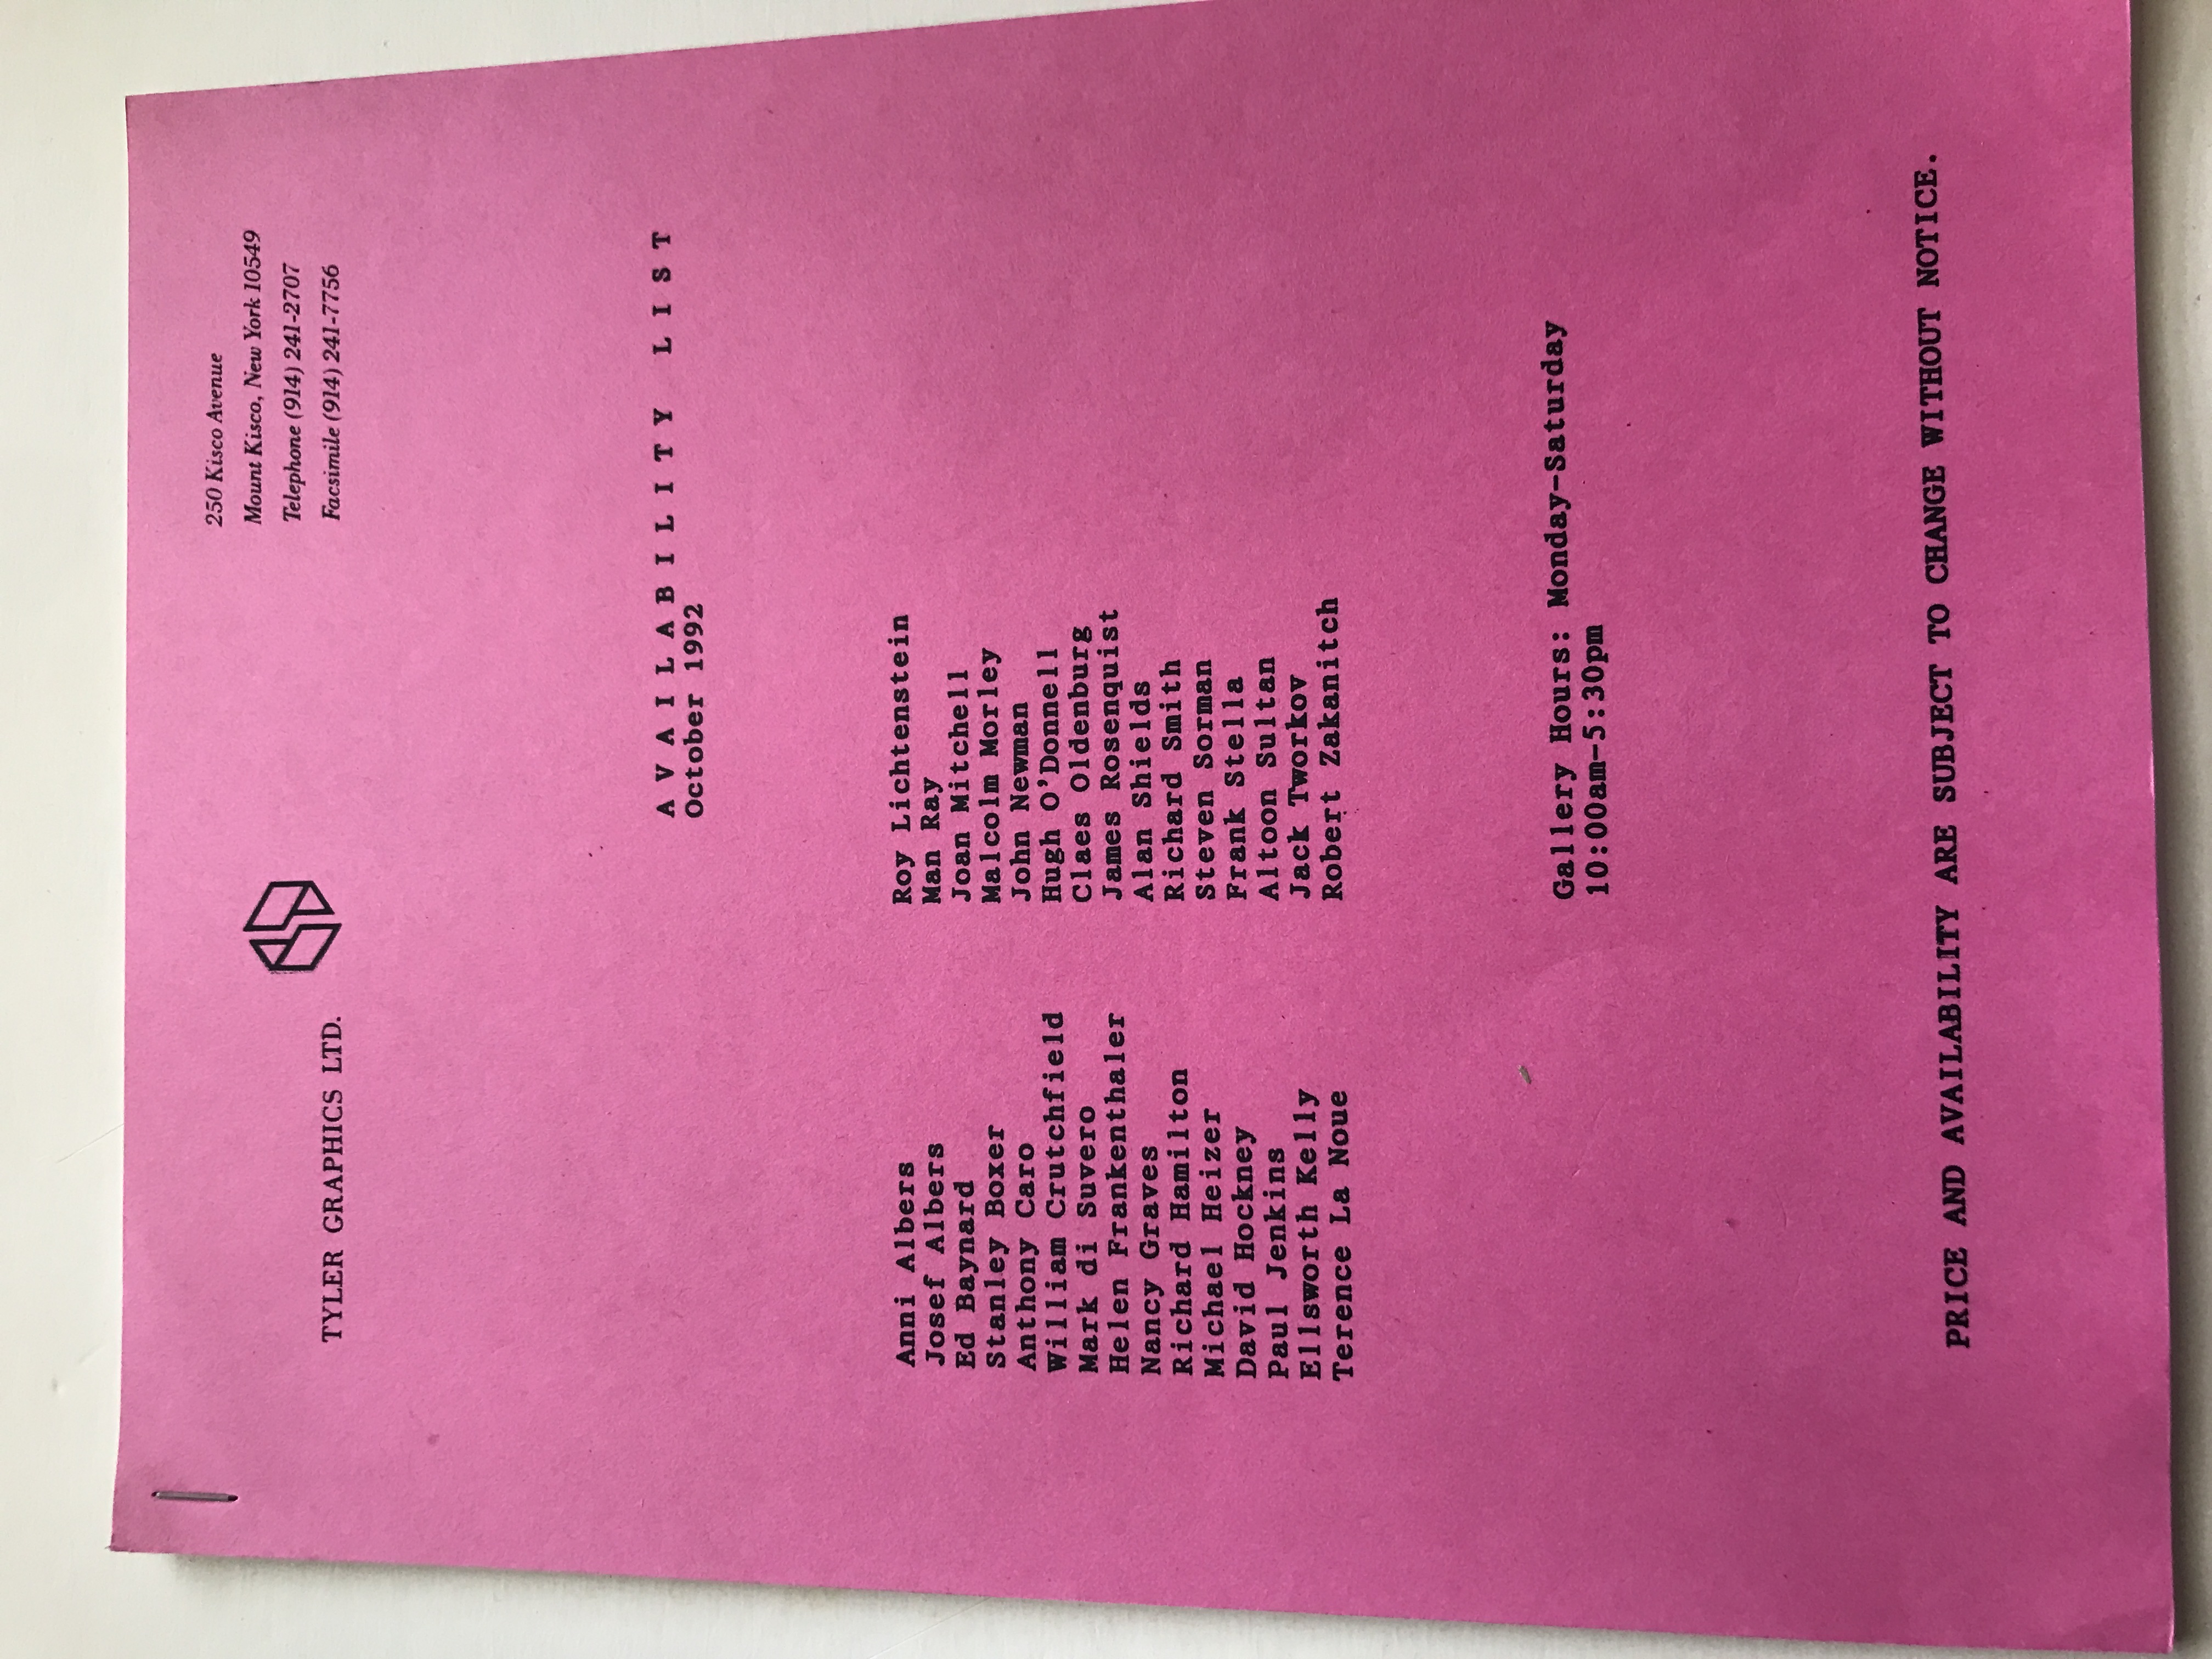 TYLER GRAPHICS LTD.
250 Kisco Avenue
Mount Kisco, New York 10549
Telephone (914) 241-2707
Facsimile (914) 241-7756
AVAILABILITY LIST
October 1992
Anni Albers
Josef Albers
Ed Baynard
Stanley Boxer
Anthony Caro
William Crutchfield
Mark di Suvero
Helen Frankenthaler
Nancy Graves
Richard Hamilton
Michael Heizer
David Hockney
Paul Jenkins
Ellsworth Kelly
Terence La Noue
Roy Lichtenstein
Man Ray
Joan Mitchell
Malcolm Morley
John Newman
Hugh O'Donnell
Claes Oldenburg
James Rosenquist
Alan Shields
Richard Smith
Steven Sorman
Frank Stella
Altoon Sultan
Jack Tworkov
Robert Zakanitch
Gallery Hours: Monday-Saturday
10:00am-5:30pm
PRICE AND AVAILABILITY ARE SUBJECT TO CHANGE WITHOUT NOTICE.